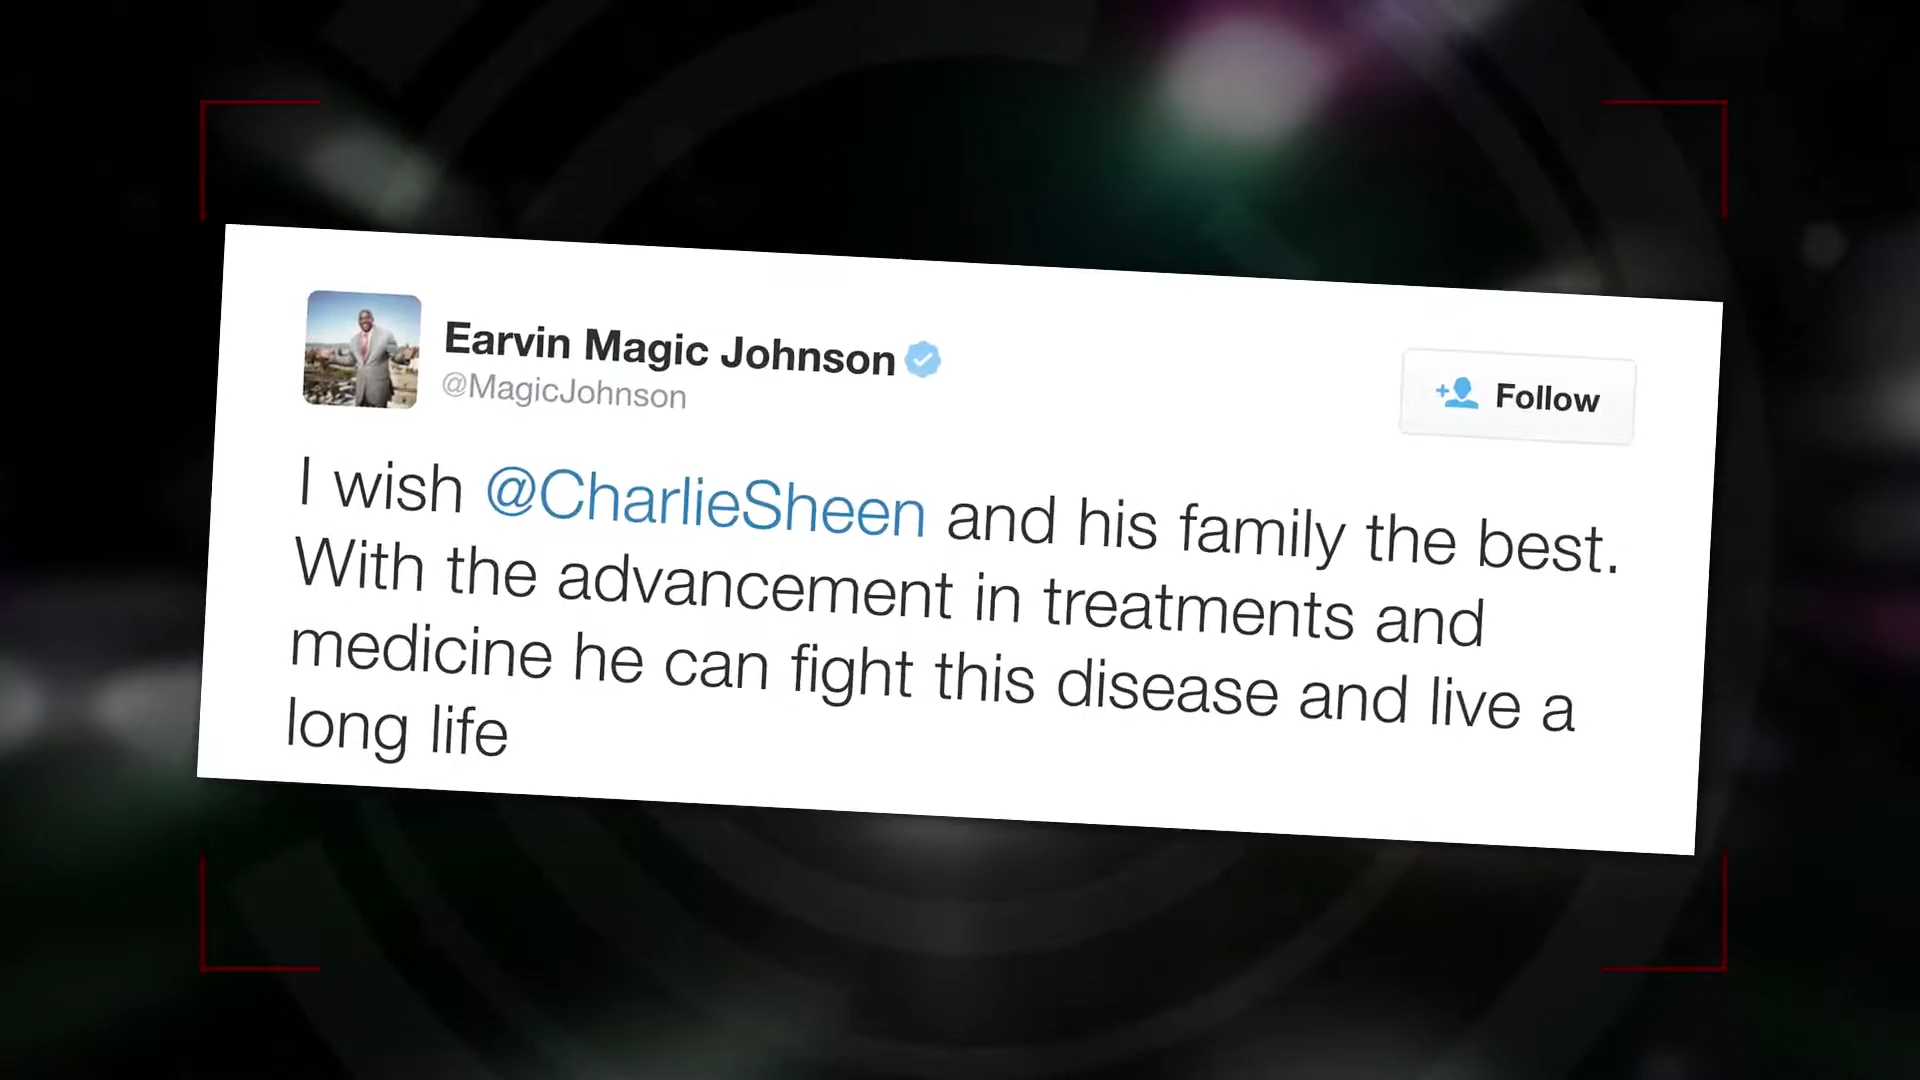 Earvin Magic Johnson
@MagicJohnson
Follow
I wish @CharlieSheen and his family the best.
With the advancement in treatments and
medicine he can fight this disease and live a
long life